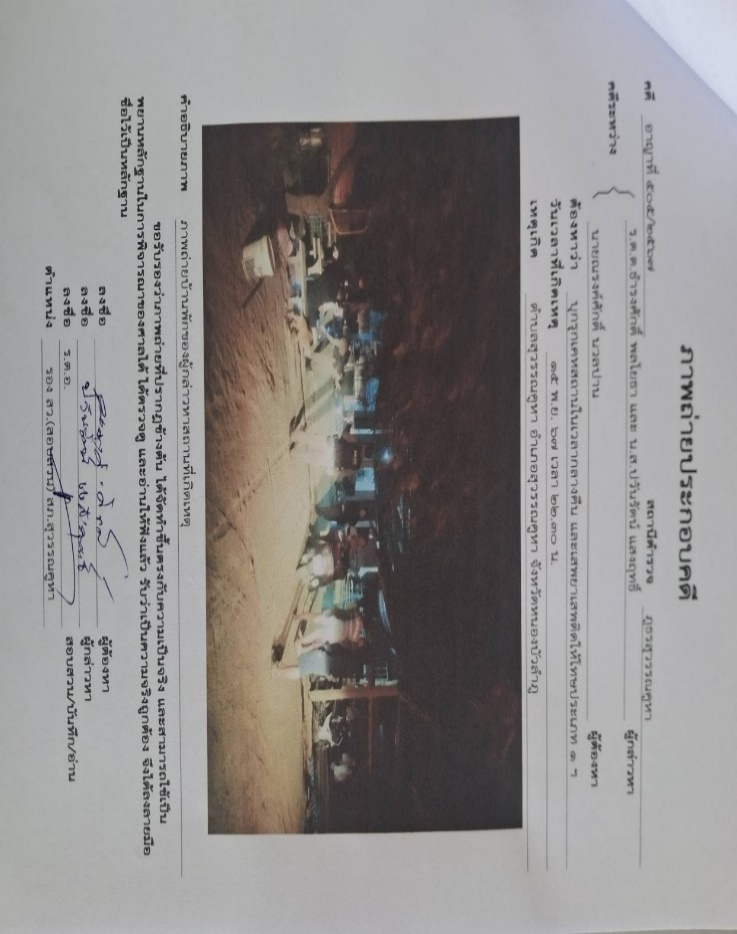 ภาพถ่ายประกอบคดี
สถานีตำรวจ ภูธรสุวรรณคูหา
คดี อาญาที่ ๕๐๕/๒๕๖๗
คดีระหว่าง ร.ต.ต.ธำรงศักดิ์ พลโยธา และ น.ส.ปวันรัตน์ แสงฤทธิ์ ผู้กล่าวหา
นายณรงค์ศักดิ์ นวลปาน ผู้ต้องหา
ต้องหาว่า บุกรุกเคหสถานในเวลากลางคืน และเสพยาเสพติดให้โทษประเภท ๑ ฯ
วันเวลาที่เกิดเหตุ ๑๕ พ.ย. ๖๗ เวลา ๒๒.๓๐ น.
เหตุเกิด ตำบลสุวรรณคูหา อำเภอสุวรรณคูหา จังหวัดหนองบัวลำภู
คำอธิบายภาพ ภาพถ่ายบ้านพักของผู้กล่าวหาสถานที่เกิดเหตุ
ขอรับรองว่าภาพถ่ายที่ปรากฏข้างต้น ได้จัดทำขึ้นตรงกับความเป็นจริง และสามารถใช้เป็น
พยานหลักฐานในการพิจารณาของศาลได้ ได้ตรวจดู และอ่านให้ฟังแล้ว รับว่าเป็นความจริงถูกต้อง จึงได้ลงลายมือ
ชื่อไว้เป็นหลักฐาน
ลงชื่อ ผู้ต้องหา
ลงชื่อ ผู้กล่าวหา
ลงชื่อ ร.ต.อ. สอบสวน/บันทึก/อ่าน
ตำแหน่ง รอง สว.(สอบสวน) สภ.สุวรรณคูหา